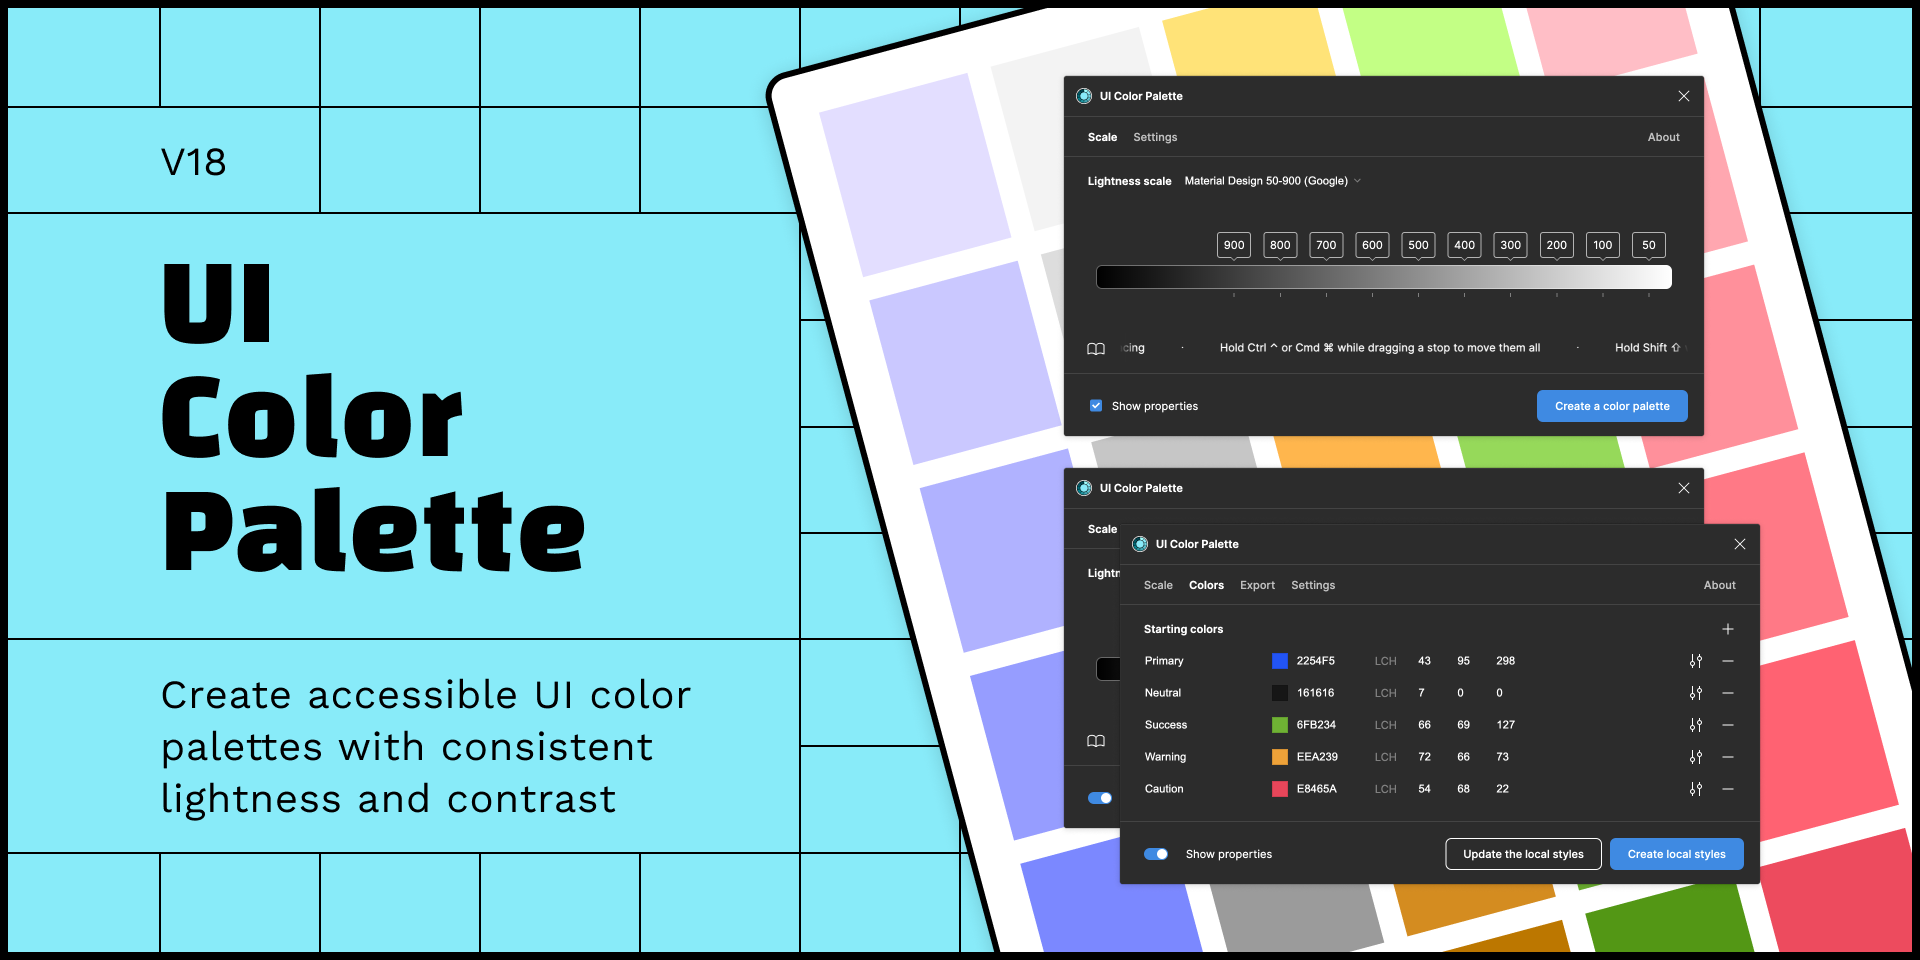 V18
UI
Color
Palette
Create accessible UI color
palettes with consistent
lightness and contrast
UI Color Palette
Scale Settings About
Lightness scale Material Design 50-900 (Google)
900 800 700 600 500 400 300 200 100 50
cing · Hold Ctrl ^ or Cmd ⌘ while dragging a stop to move them all · Hold Shift ⇧
Show properties Create a color palette
UI Color Palette
Scale
Lightn
UI Color Palette
Scale Colors Export Settings About
Starting colors
Primary 2254F5 LCH 43 95 298
Neutral 161616 LCH 7 0 0
Success 6FB234 LCH 66 69 127
Warning EEA239 LCH 72 66 73
Caution E8465A LCH 54 68 22
Show properties Update the local styles Create local styles